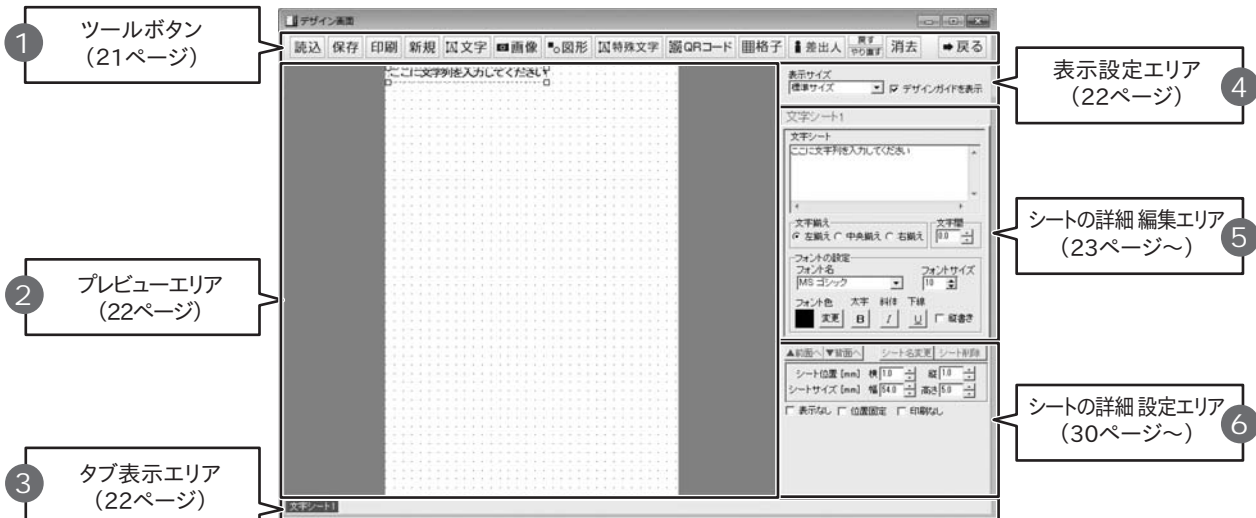 デザイン画面
1
ツールボタン
(21ページ)
読込 保存 印刷 新規 文字 画像 図形 特殊文字 QRコード 格子 差出人 戻す やり直す 消去 戻る
ここに文字列を入力してください
表示サイズ
標準サイズ デザインガイドを表示
表示設定エリア
(22ページ)
4
文字シート1
文字シート
ここに文字列を入力してください
文字揃え 文字間
左揃え 中央揃え 右揃え 0.0
シートの詳細 編集エリア
(23ページ~)
5
フォントの設定
フォント名 フォントサイズ
MS ゴシック 10
フォント色 太字 斜体 下線
変更 B I U 縦書き
2
プレビューエリア
(22ページ)
▲前面へ ▼背面へ シート名変更 シート削除
シート位置 [mm] 横 1.0 縦 1.0
シートサイズ [mm] 幅 54.0 高さ 5.0
表示なし 位置固定 印刷なし
シートの詳細 設定エリア
(30ページ~)
6
3
タブ表示エリア
(22ページ)
文字シート1